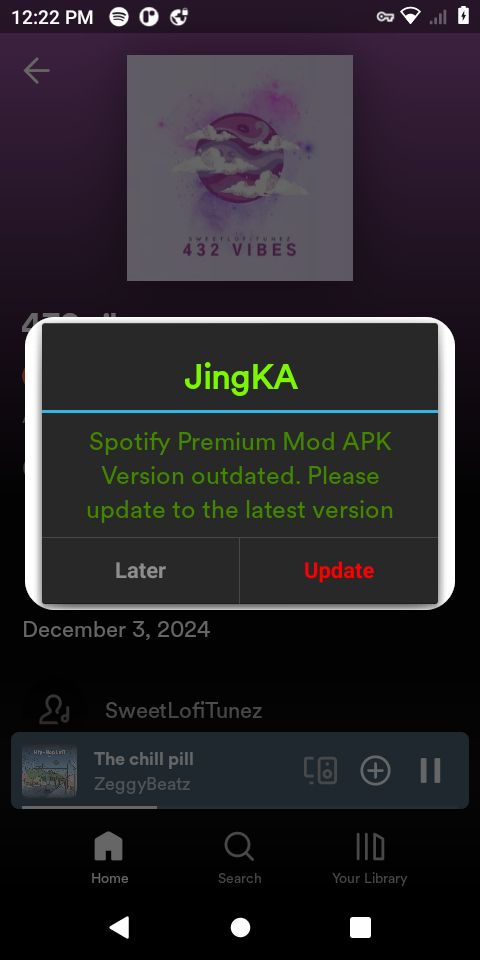 12:22 PM
SWEETLOFITUNEZ
432 VIBES
JingKA
Spotify Premium Mod APK
Version outdated. Please
update to the latest version
Later
Update
December 3, 2024
SweetLofiTunez
The chill pill
ZeggyBeatz
Home
Search
Your Library